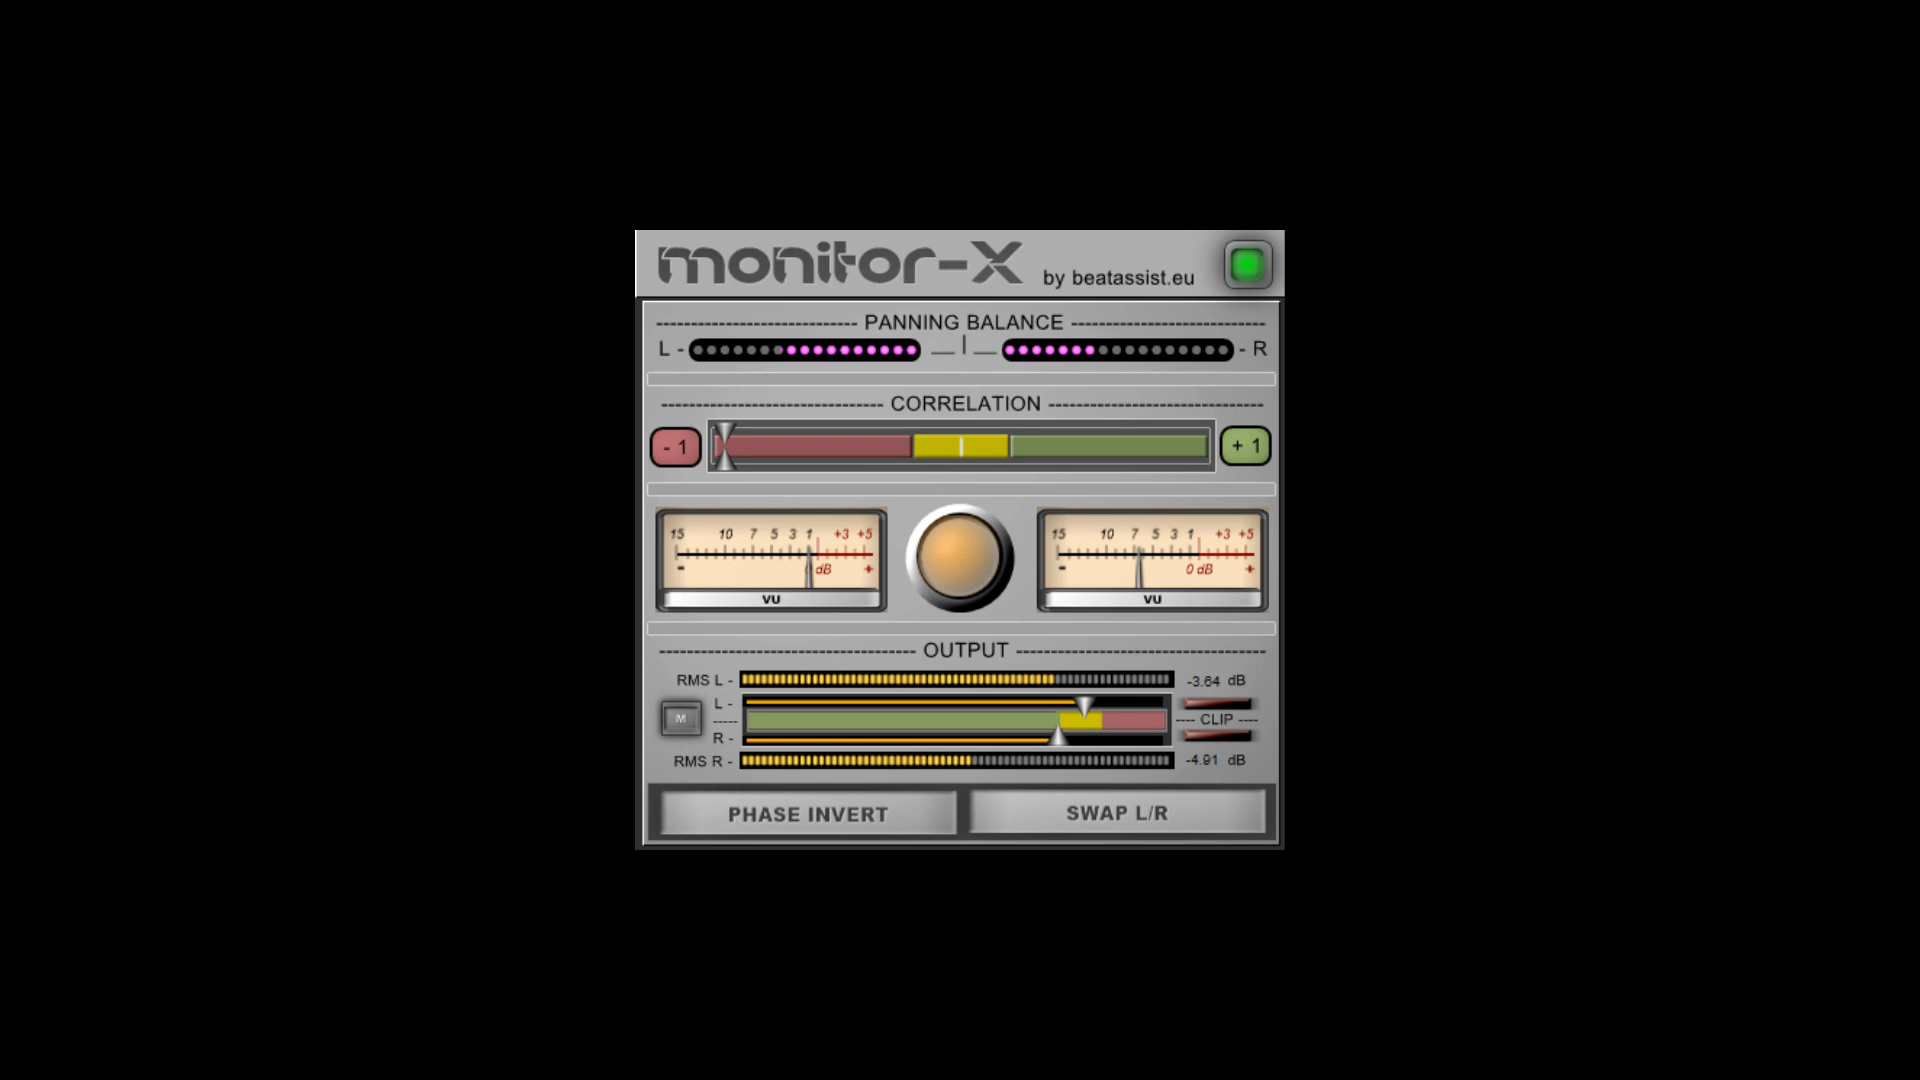 monitor-X by beatassist.eu
---------- PANNING BALANCE ----------
L - - R
---------- CORRELATION ----------
- 1 + 1
15 10 7 5 3 1 +3 +5 15 10 7 5 3 1 +3 +5
- 0 dB + - 0 dB +
VU VU
---------- OUTPUT ----------
RMS L - -3.64 dB
L -
M ----- ---- CLIP ----
R -
RMS R - -4.91 dB
PHASE INVERT SWAP L/R